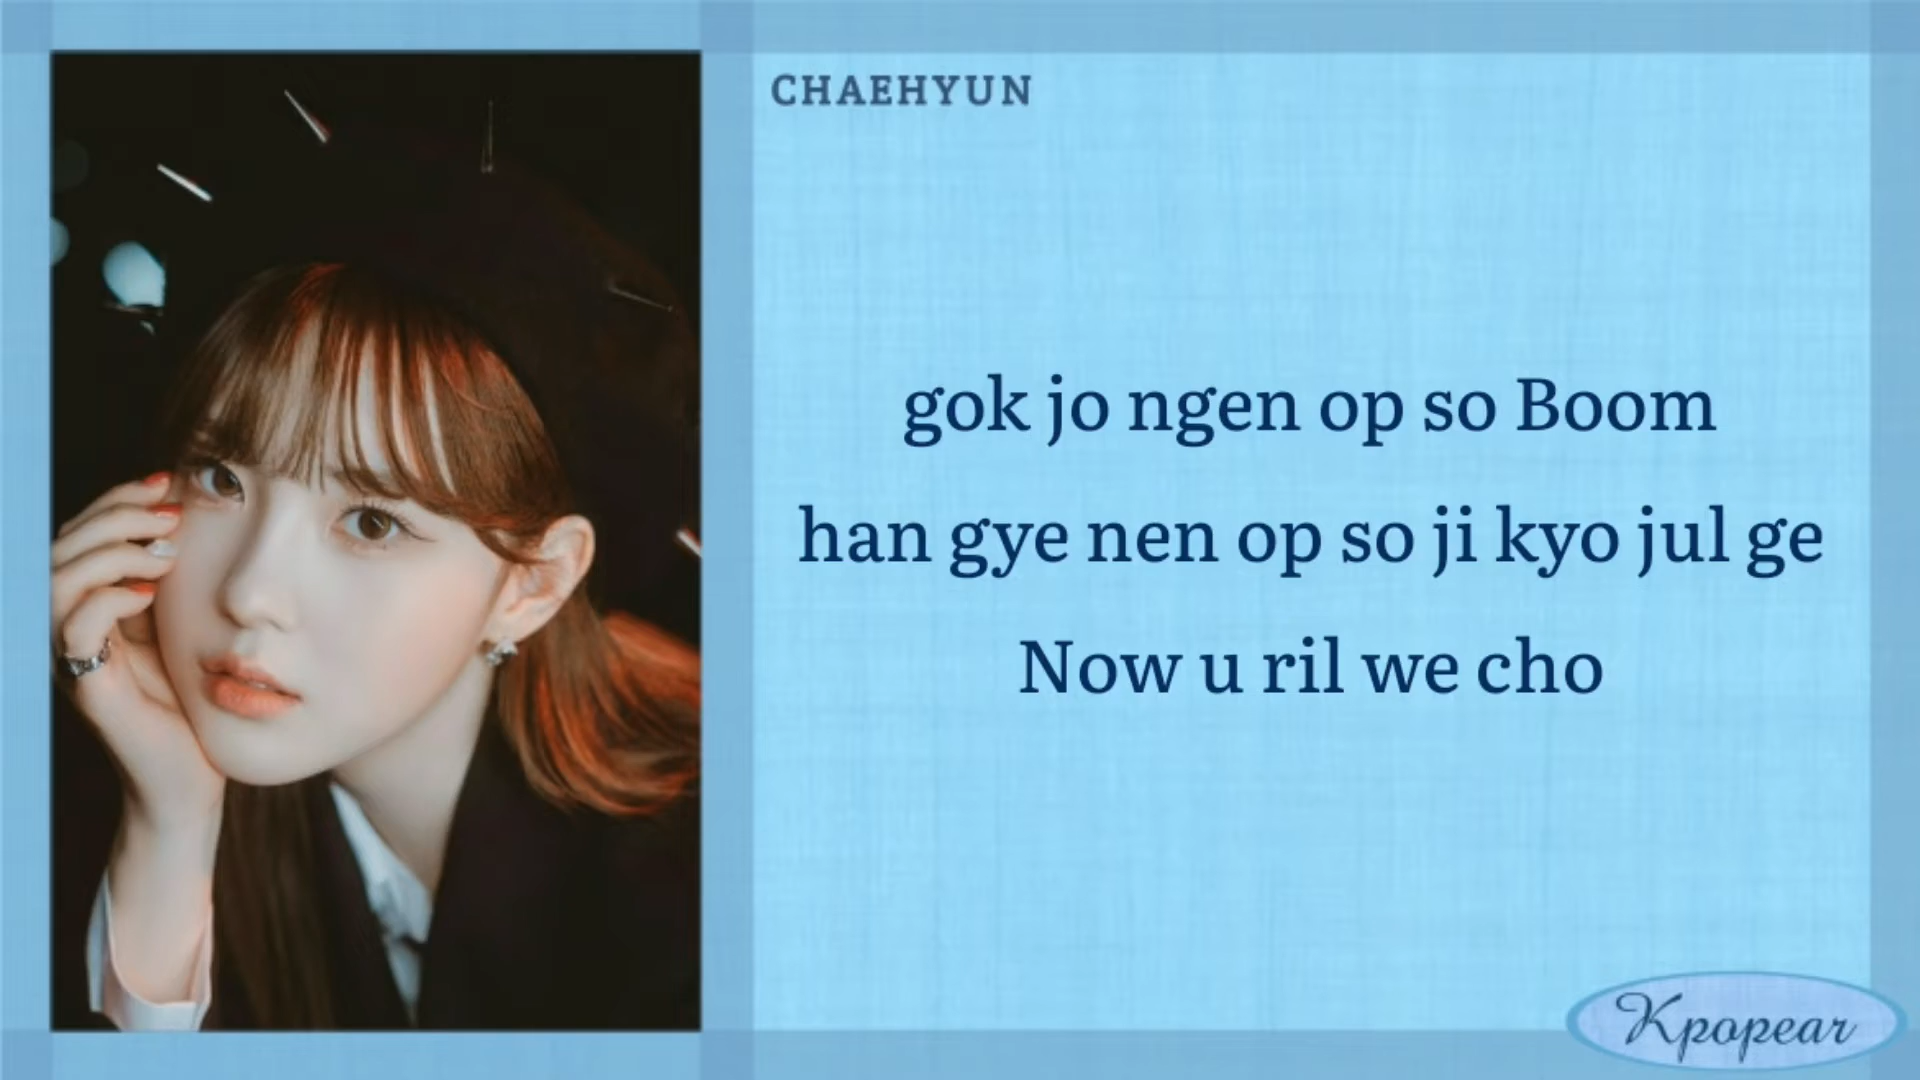 CHAEHYUN
gok jo ngen op so Boom
han gye nen op so ji kyo jul ge
Now u ril we cho
Kpopear